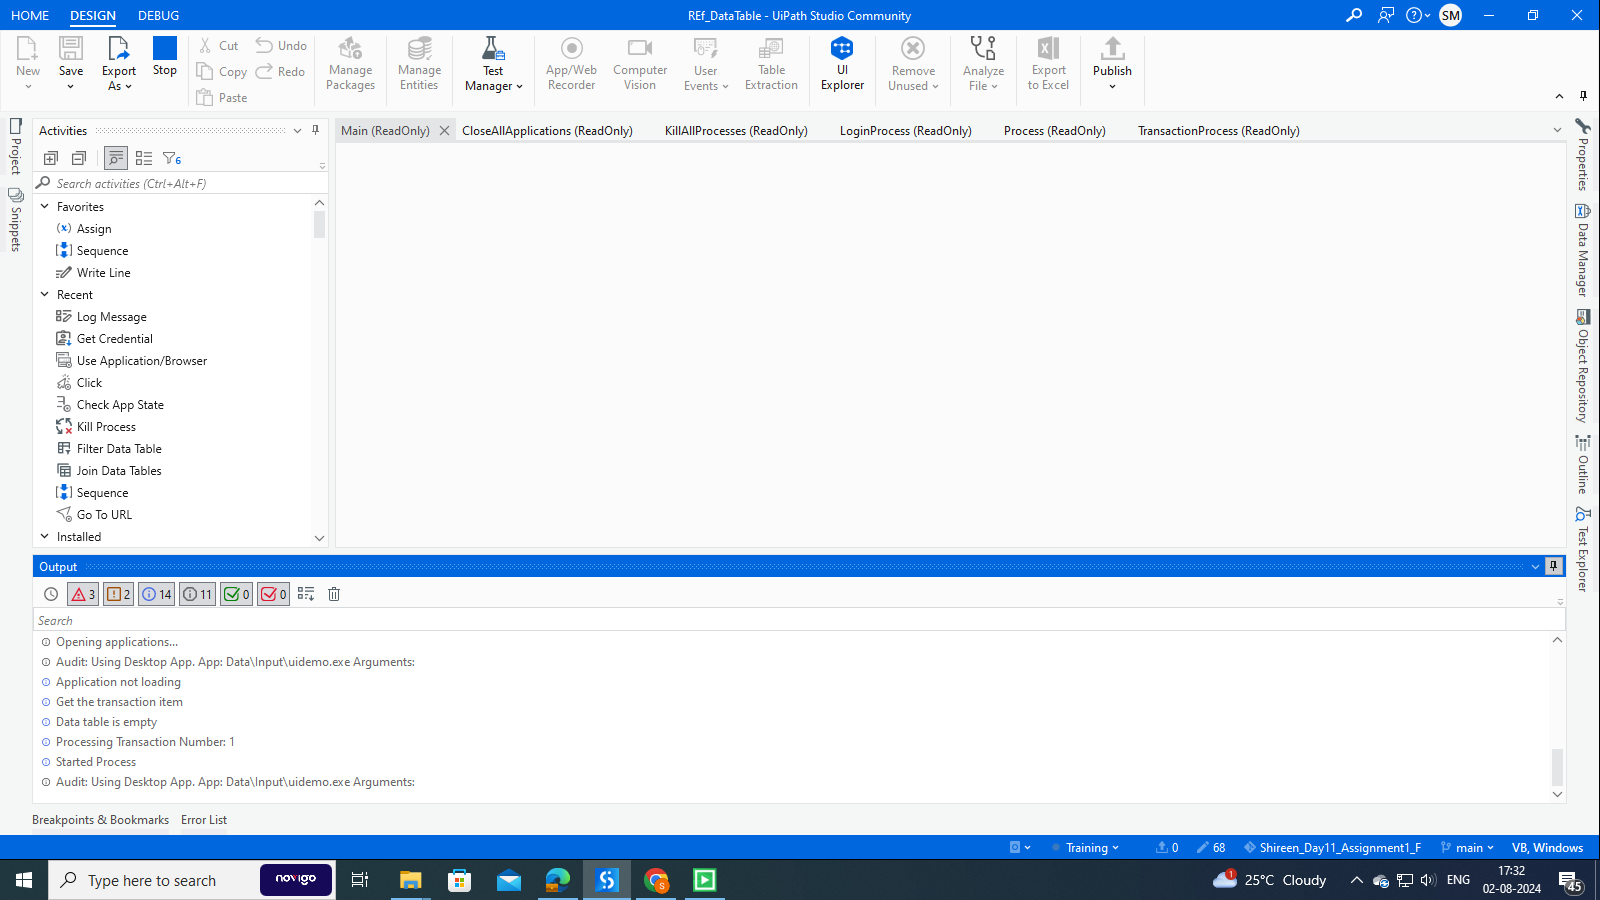 HOME DESIGN DEBUG
REf_DataTable - UiPath Studio Community
SM
New
Save
Export As
Stop
Cut
Copy
Paste
Undo
Redo
Manage Packages
Manage Entities
Test Manager
App/Web Recorder
Computer Vision
User Events
Table Extraction
UI Explorer
Remove Unused
Analyze File
Export to Excel
Publish
Project
Snippets
Activities
6
Search activities (Ctrl+Alt+F)
Favorites
Assign
Sequence
Write Line
Recent
Log Message
Get Credential
Use Application/Browser
Click
Check App State
Kill Process
Filter Data Table
Join Data Tables
Sequence
Go To URL
Installed
Main (ReadOnly) CloseAllApplications (ReadOnly) KillAllProcesses (ReadOnly) LoginProcess (ReadOnly) Process (ReadOnly) TransactionProcess (ReadOnly)
Properties
Data Manager
Object Repository
Outline
Test Explorer
Output
3 2 14 11 0 0
Search
Opening applications...
Audit: Using Desktop App. App: Data\Input\uidemo.exe Arguments:
Application not loading
Get the transaction item
Data table is empty
Processing Transaction Number: 1
Started Process
Audit: Using Desktop App. App: Data\Input\uidemo.exe Arguments:
Breakpoints & Bookmarks Error List
Training 0 68 Shireen_Day11_Assignment1_F main VB, Windows
Type here to search
novigo
S
1
25°C Cloudy
ENG
17:32
02-08-2024
45